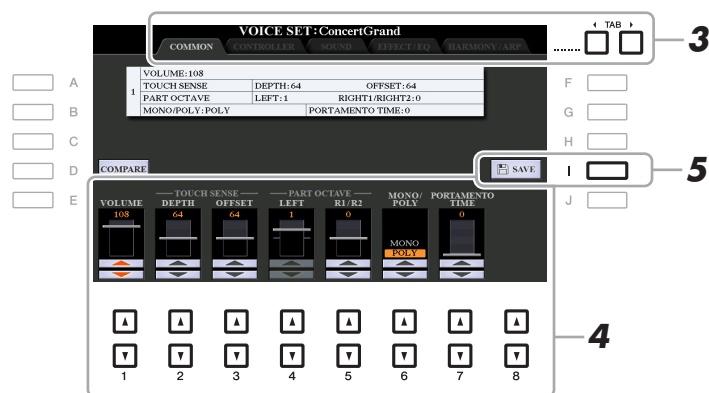 VOICE SET:ConcertGrand
TAB
3
COMMON CONTROLLER SOUND EFFECT/EQ HARMONY/ARP
VOLUME:108
1 TOUCH SENSE DEPTH:64 OFFSET:64
PART OCTAVE LEFT:1 RIGHT1/RIGHT2:0
MONO/POLY:POLY PORTAMENTO TIME:0
A
B
C
D
E
F
G
H
I
J
COMPARE
SAVE
5
TOUCH SENSE PART OCTAVE MONO/ PORTAMENTO
VOLUME DEPTH OFFSET LEFT R1/R2 POLY TIME
108 64 64 1 0 0
MONO
POLY
4
1 2 3 4 5 6 7 8